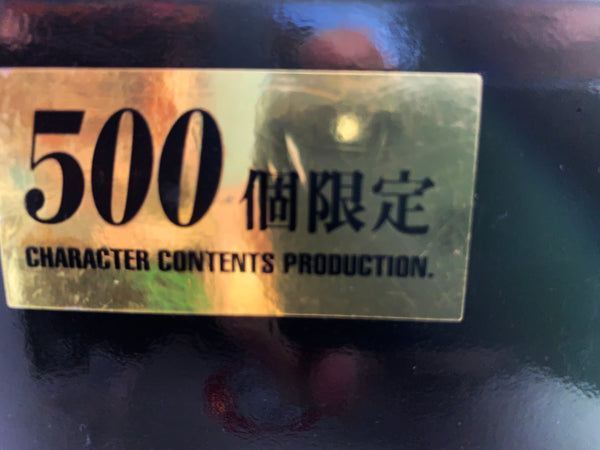 500個限定
CHARACTER CONTENTS PRODUCTION.